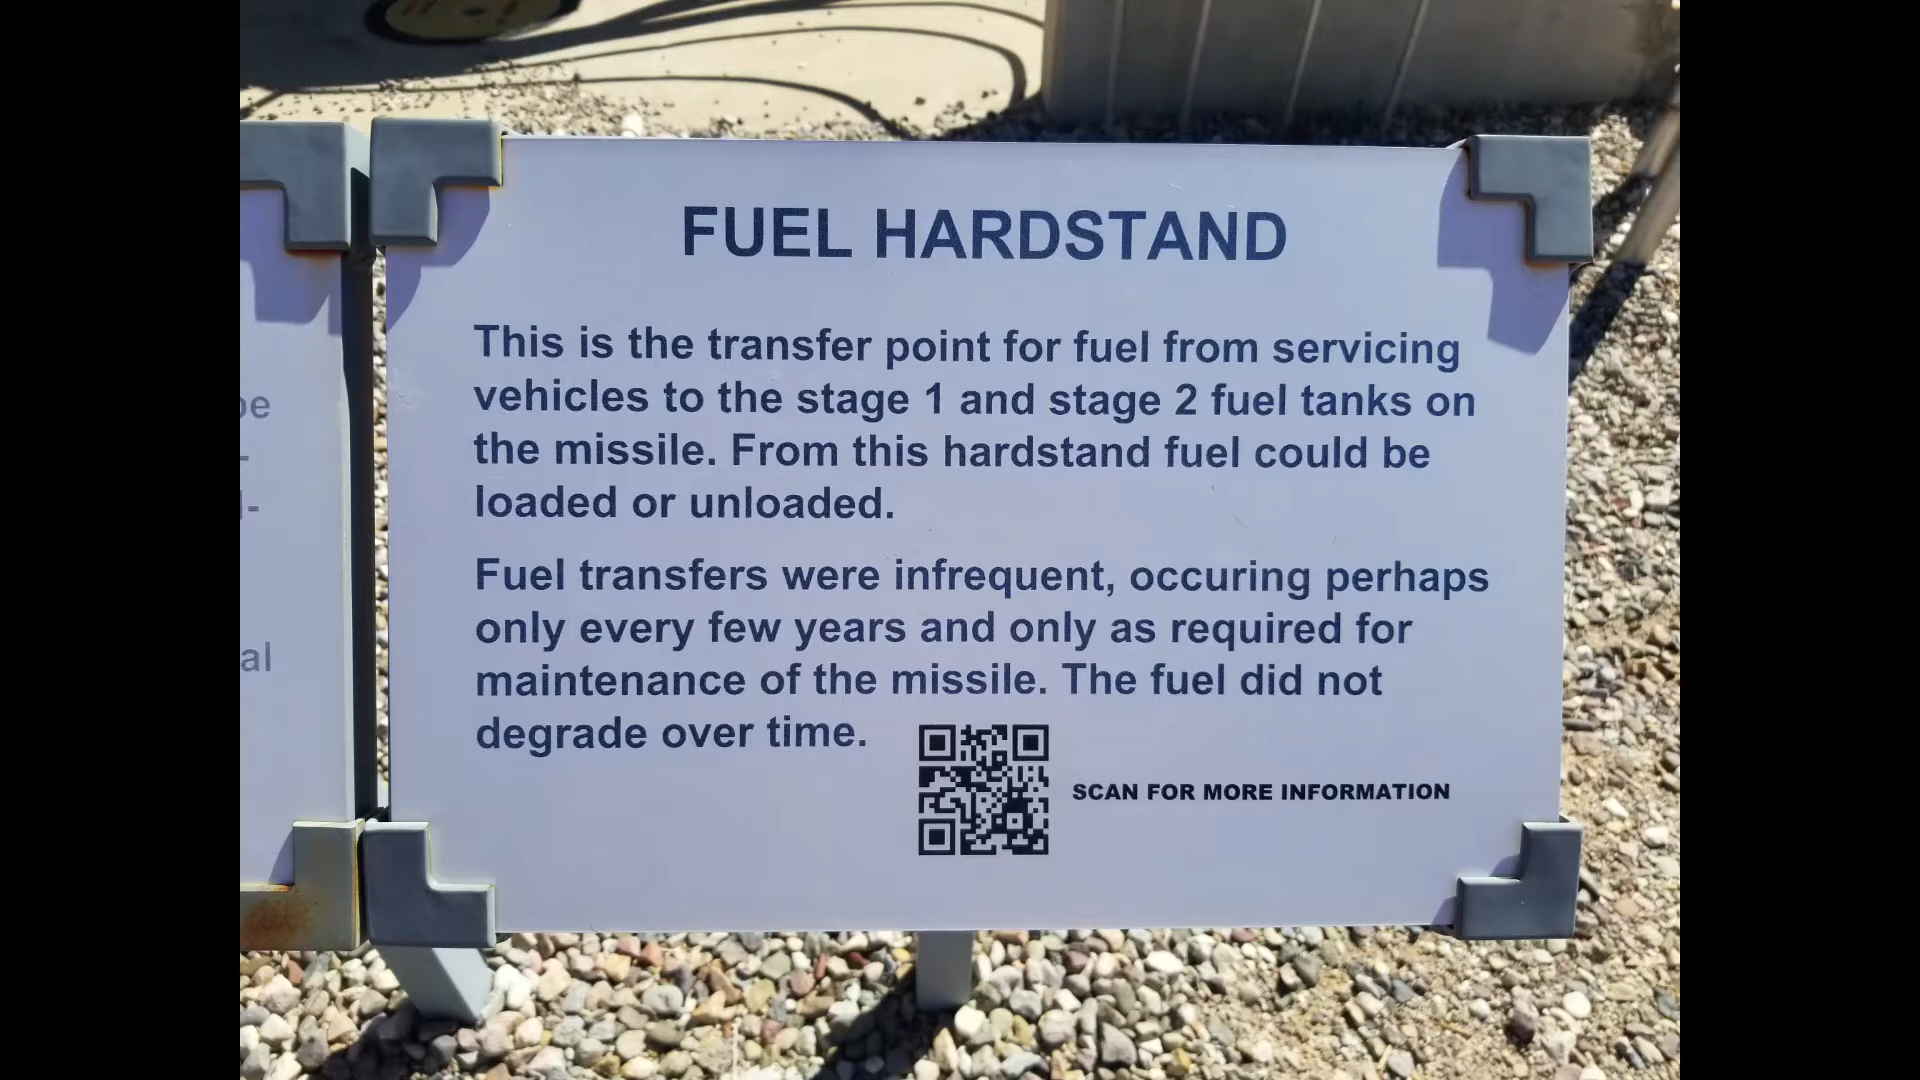 FUEL HARDSTAND
This is the transfer point for fuel from servicing
vehicles to the stage 1 and stage 2 fuel tanks on
the missile. From this hardstand fuel could be
loaded or unloaded.
Fuel transfers were infrequent, occuring perhaps
only every few years and only as required for
maintenance of the missile. The fuel did not
degrade over time.
SCAN FOR MORE INFORMATION